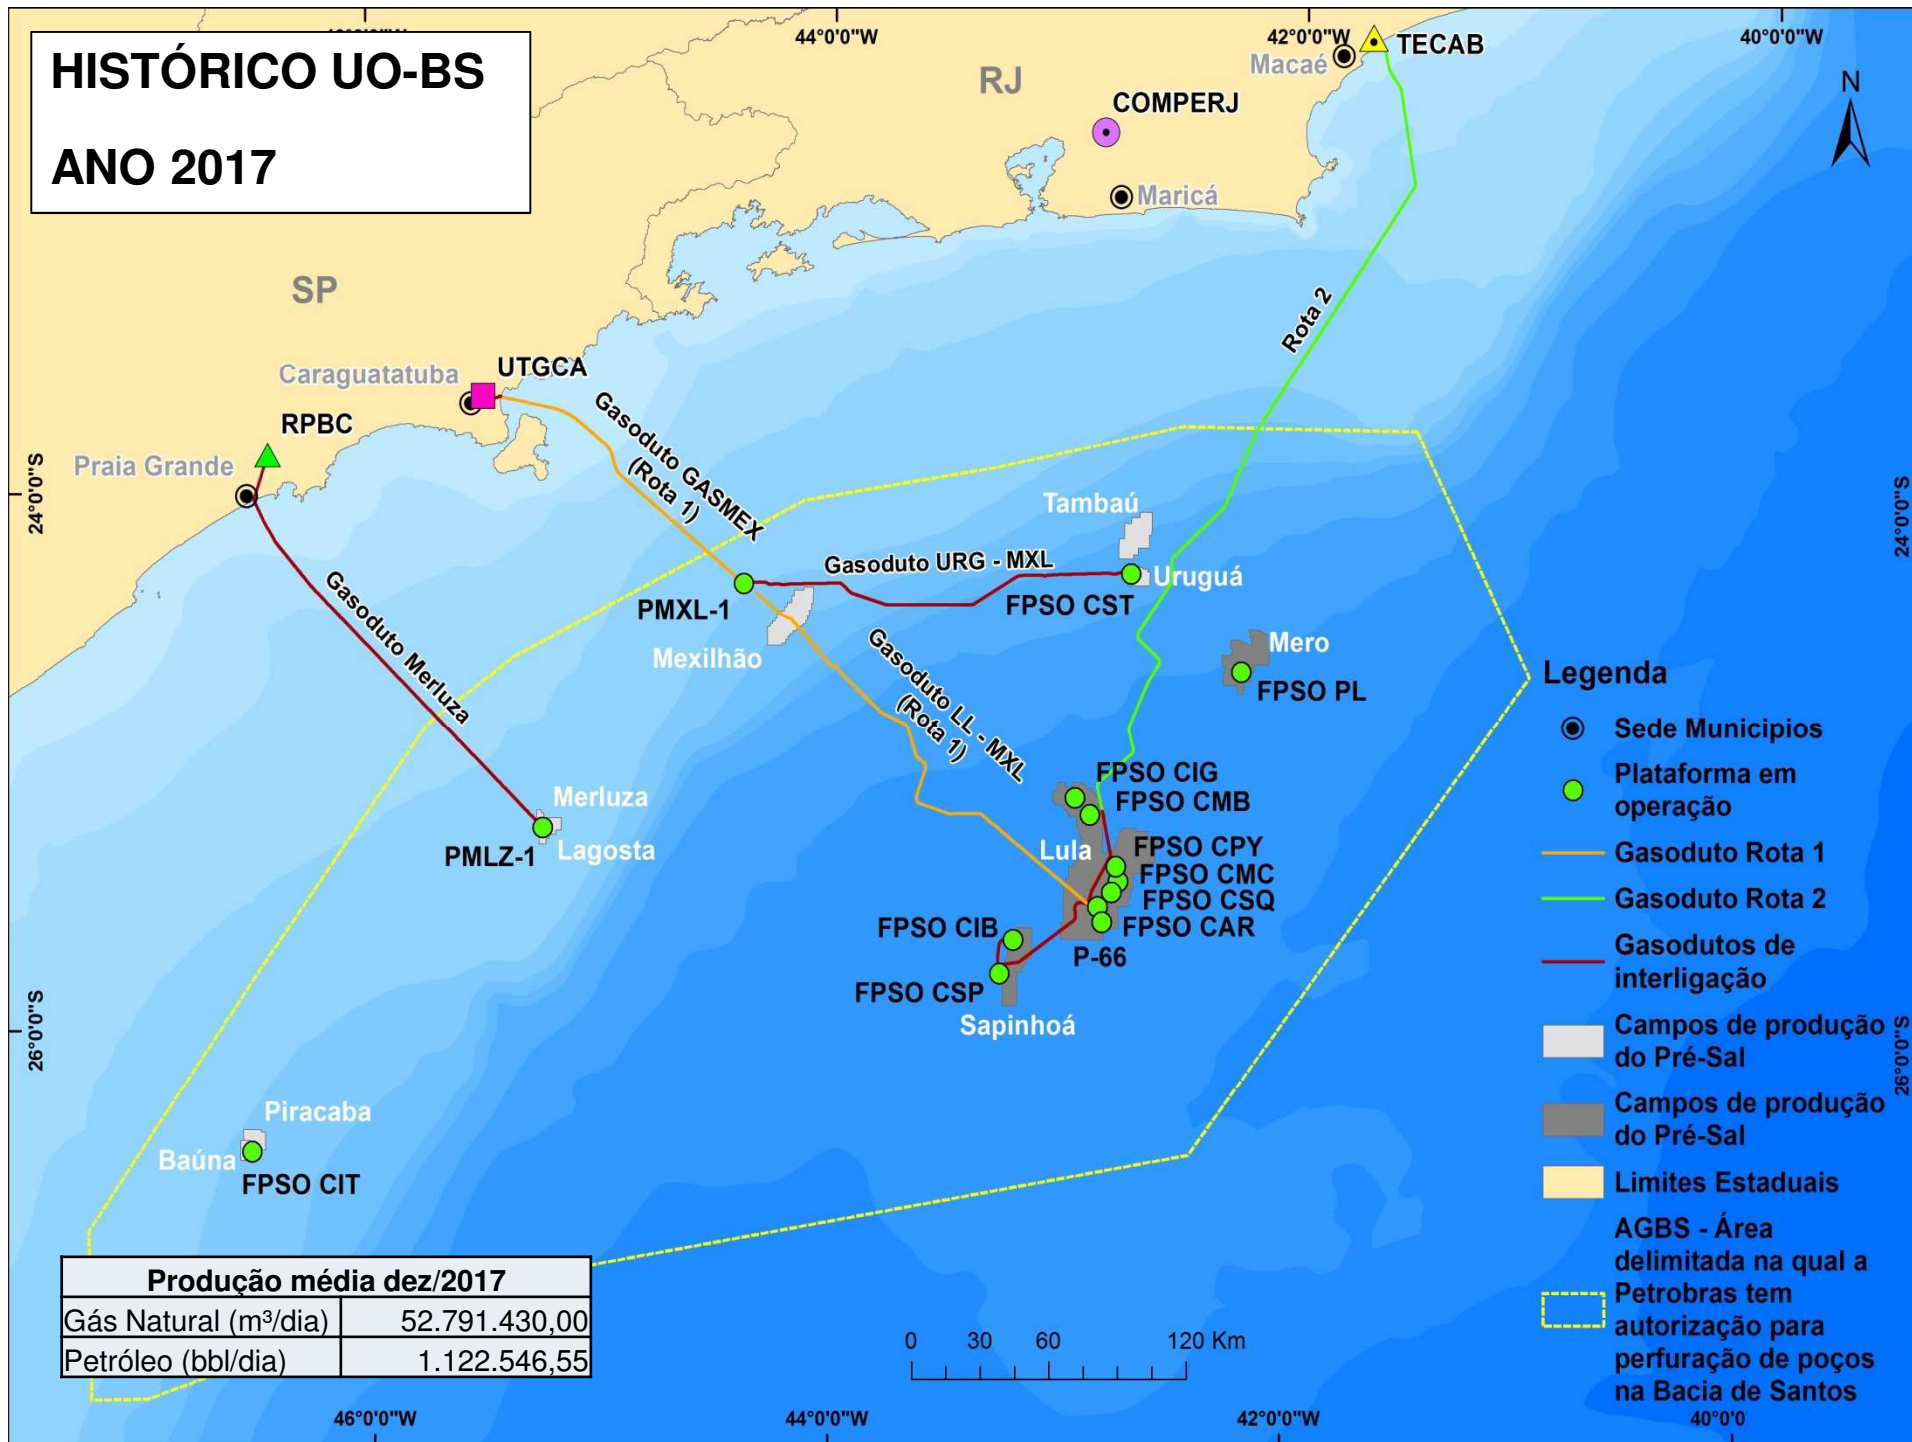 HISTÓRICO UO-BS
ANO 2017
44°0'0"W
42°0'0"W
40°0'0"W
TECAB
Macaé
RJ
COMPERJ
N
Maricá
SP
Rota 2
Caraguatatuba
UTGCA
RPBC
Praia Grande
Gasoduto GASMEX
(Rota 1)
24°0'0"S
24°0'0"S
Tambaú
Gasoduto URG - MXL
Uruguá
FPSO CST
PMXL-1
Mexilhão
Gasoduto Merluza
Gasoduto LL - MXL
(Rota 1)
Mero
FPSO PL
FPSO CIG
FPSO CMB
Merluza
PMLZ-1
Lagosta
Lula
FPSO CPY
FPSO CMC
FPSO CSQ
FPSO CAR
FPSO CIB
P-66
FPSO CSP
Sapinhoá
26°0'0"S
26°0'0"S
Piracaba
Baúna
FPSO CIT
Legenda
Sede Municipios
Plataforma em
operação
Gasoduto Rota 1
Gasoduto Rota 2
Gasodutos de
interligação
Campos de produção
do Pré-Sal
Campos de produção
do Pré-Sal
Limites Estaduais
AGBS - Área
delimitada na qual a
Petrobras tem
autorização para
perfuração de poços
na Bacia de Santos
Produção média dez/2017
Gás Natural (m³/dia) 52.791.430,00
Petróleo (bbl/dia) 1.122.546,55
0 30 60 120 Km
46°0'0"W
44°0'0"W
42°0'0"W
40°0'0